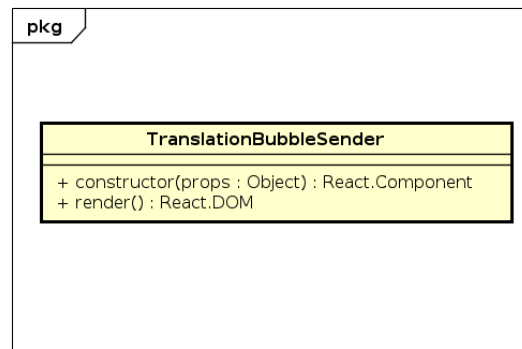 pkg
TranslationBubbleSender
+ constructor(props : Object) : React.Component
+ render() : React.DOM